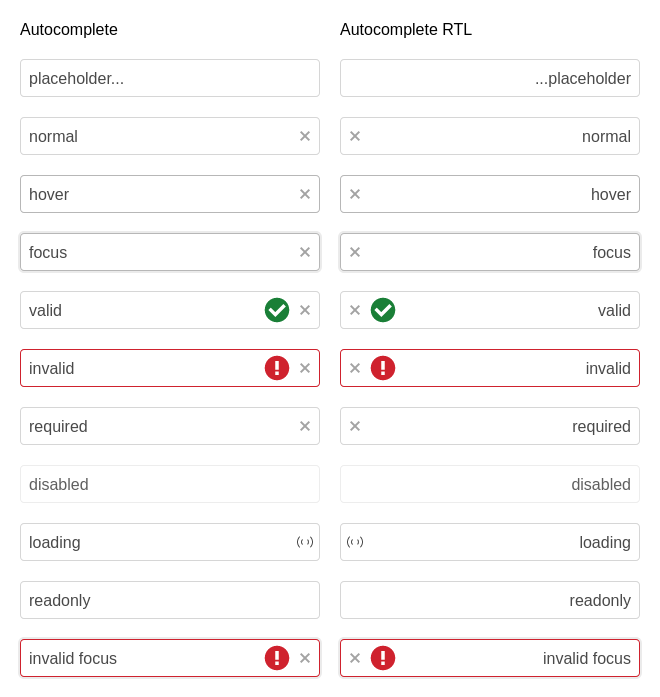 Autocomplete
placeholder...
normal
hover
focus
valid
invalid
required
disabled
loading
readonly
invalid focus
Autocomplete RTL
...placeholder
normal
hover
focus
valid
invalid
required
disabled
loading
readonly
invalid focus